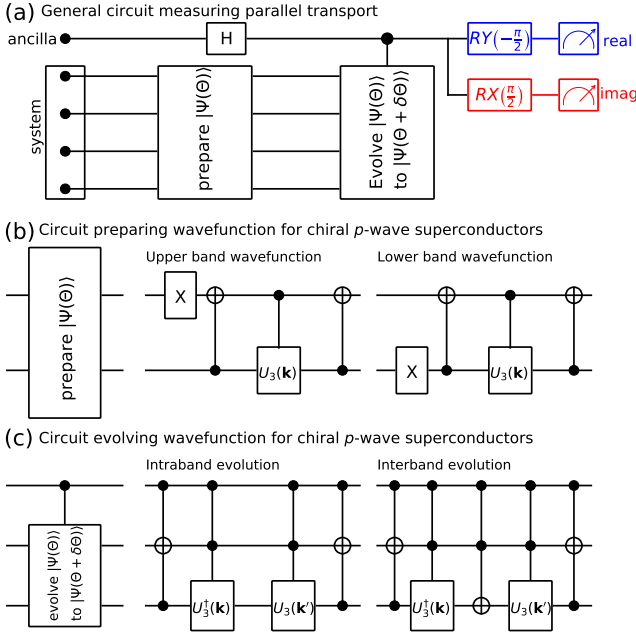 (a) General circuit measuring parallel transport
ancilla
H
RY(−π/2)
real
RX(π/2)
imag
system
prepare |Ψ(Θ)⟩
Evolve |Ψ(Θ)⟩
to |Ψ(Θ + δΘ)⟩
(b) Circuit preparing wavefunction for chiral p-wave superconductors
Upper band wavefunction
Lower band wavefunction
prepare |Ψ(Θ)⟩
X
U₃(k)
X
U₃(k)
(c) Circuit evolving wavefunction for chiral p-wave superconductors
Intraband evolution
Interband evolution
evolve |Ψ(Θ)⟩
to |Ψ(Θ + δΘ)⟩
U₃†(k)
U₃(k′)
U₃†(k)
U₃(k′)